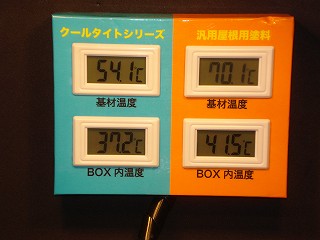 クールタイトシリーズ
汎用屋根用塗料
54.1℃
70.1℃
基材温度
基材温度
37.2℃
41.5℃
BOX 内温度
BOX 内温度